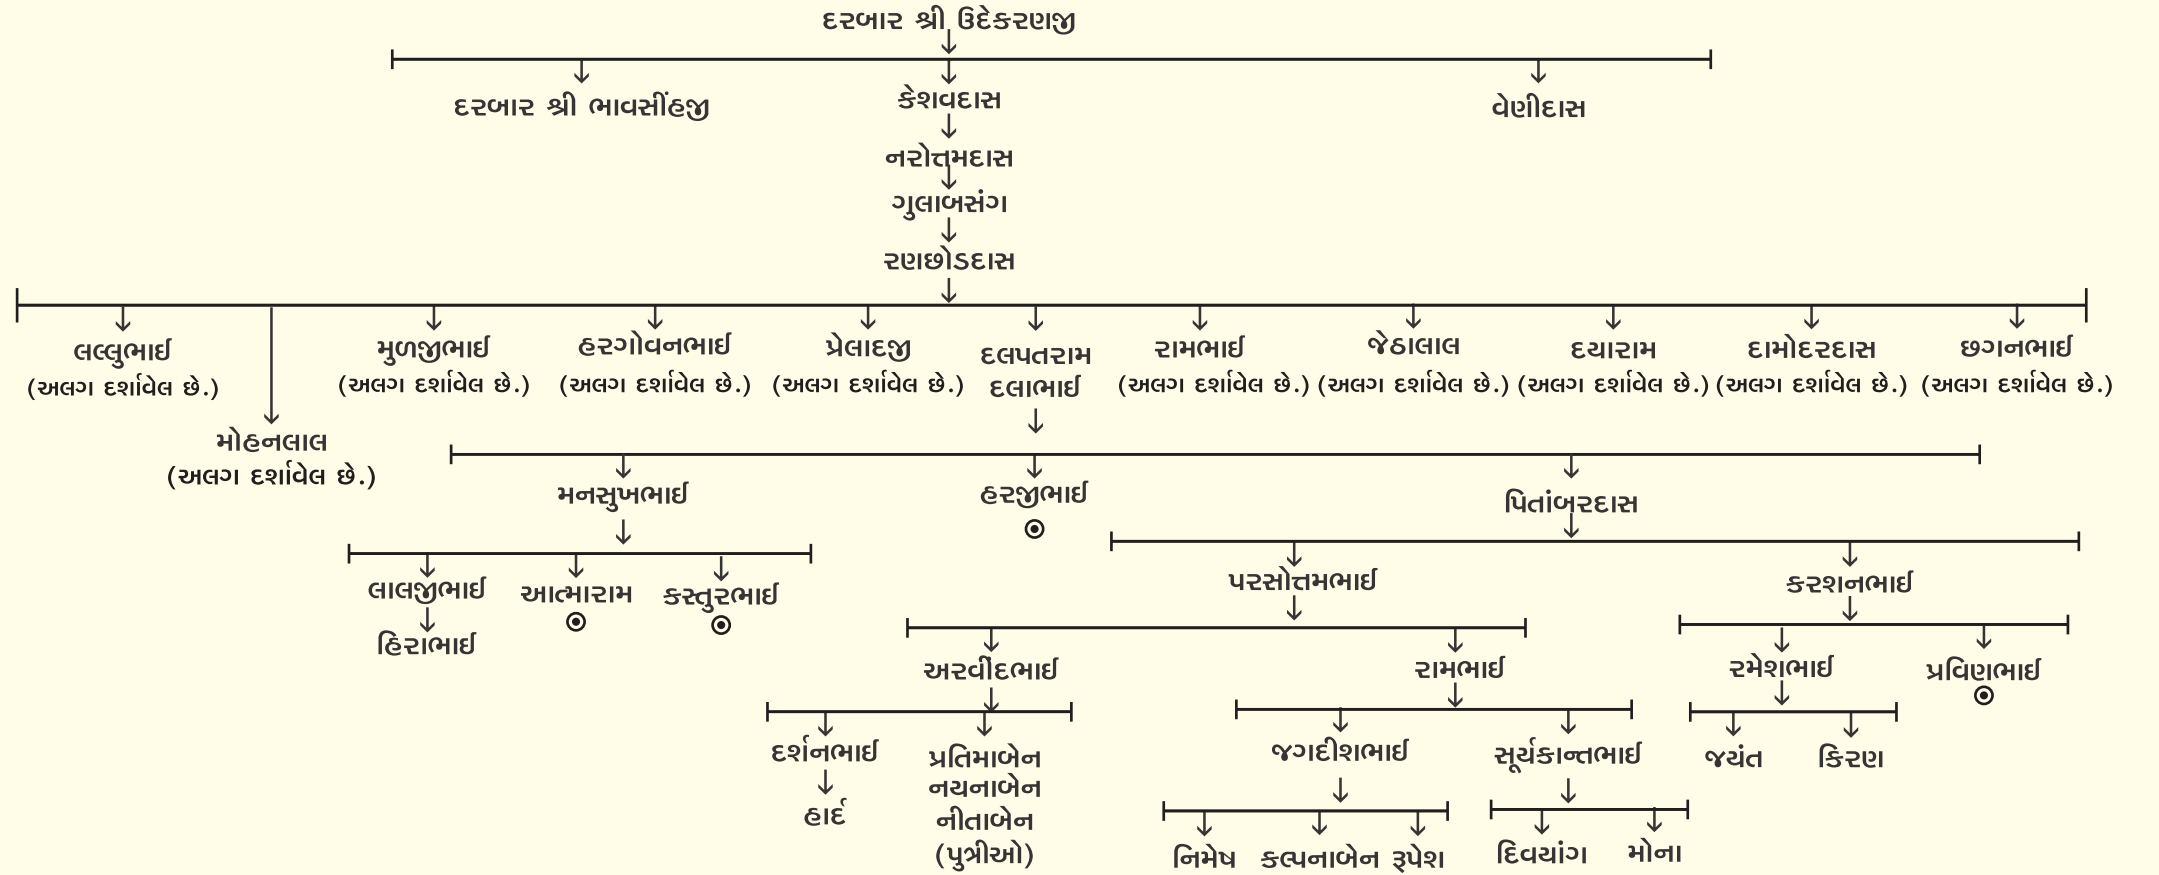 દરબાર શ્રી ઉદેકરણજી
દરબાર શ્રી ભાવસીંહજી
કેશવદાસ
વેણીદાસ
નરોત્તમદાસ
ગુલાબસંગ
રણછોડદાસ
લલ્લુભાઈ
(અલગ દર્શાવેલ છે.)
મોહનલાલ
(અલગ દર્શાવેલ છે.)
મુળજીભાઈ
(અલગ દર્શાવેલ છે.)
હરગોવનભાઈ
(અલગ દર્શાવેલ છે.)
પ્રેલાદજી
(અલગ દર્શાવેલ છે.)
દલપતરામ
દલાભાઈ
રામભાઈ
(અલગ દર્શાવેલ છે.)
જેઠાલાલ
(અલગ દર્શાવેલ છે.)
દયારામ
(અલગ દર્શાવેલ છે.)
દામોદરદાસ
(અલગ દર્શાવેલ છે.)
છગનભાઈ
(અલગ દર્શાવેલ છે.)
મનસુખભાઈ
હરજીભાઈ
પિતાંબરદાસ
લાલજીભાઈ
આત્મારામ
કસ્તુરભાઈ
હિરાભાઈ
પરસોત્તમભાઈ
કરશનભાઈ
અરવીંદભાઈ
રામભાઈ
રમેશભાઈ
પ્રવિણભાઈ
દર્શનભાઈ
હાર્દ
પ્રતિમાબેન
નયનાબેન
નીતાબેન
(પુત્રીઓ)
જગદીશભાઈ
સૂર્યકાન્તભાઈ
જયંત
કિરણ
નિમેષ
કલ્પનાબેન
રૂપેશ
દિવયાંગ
મોના